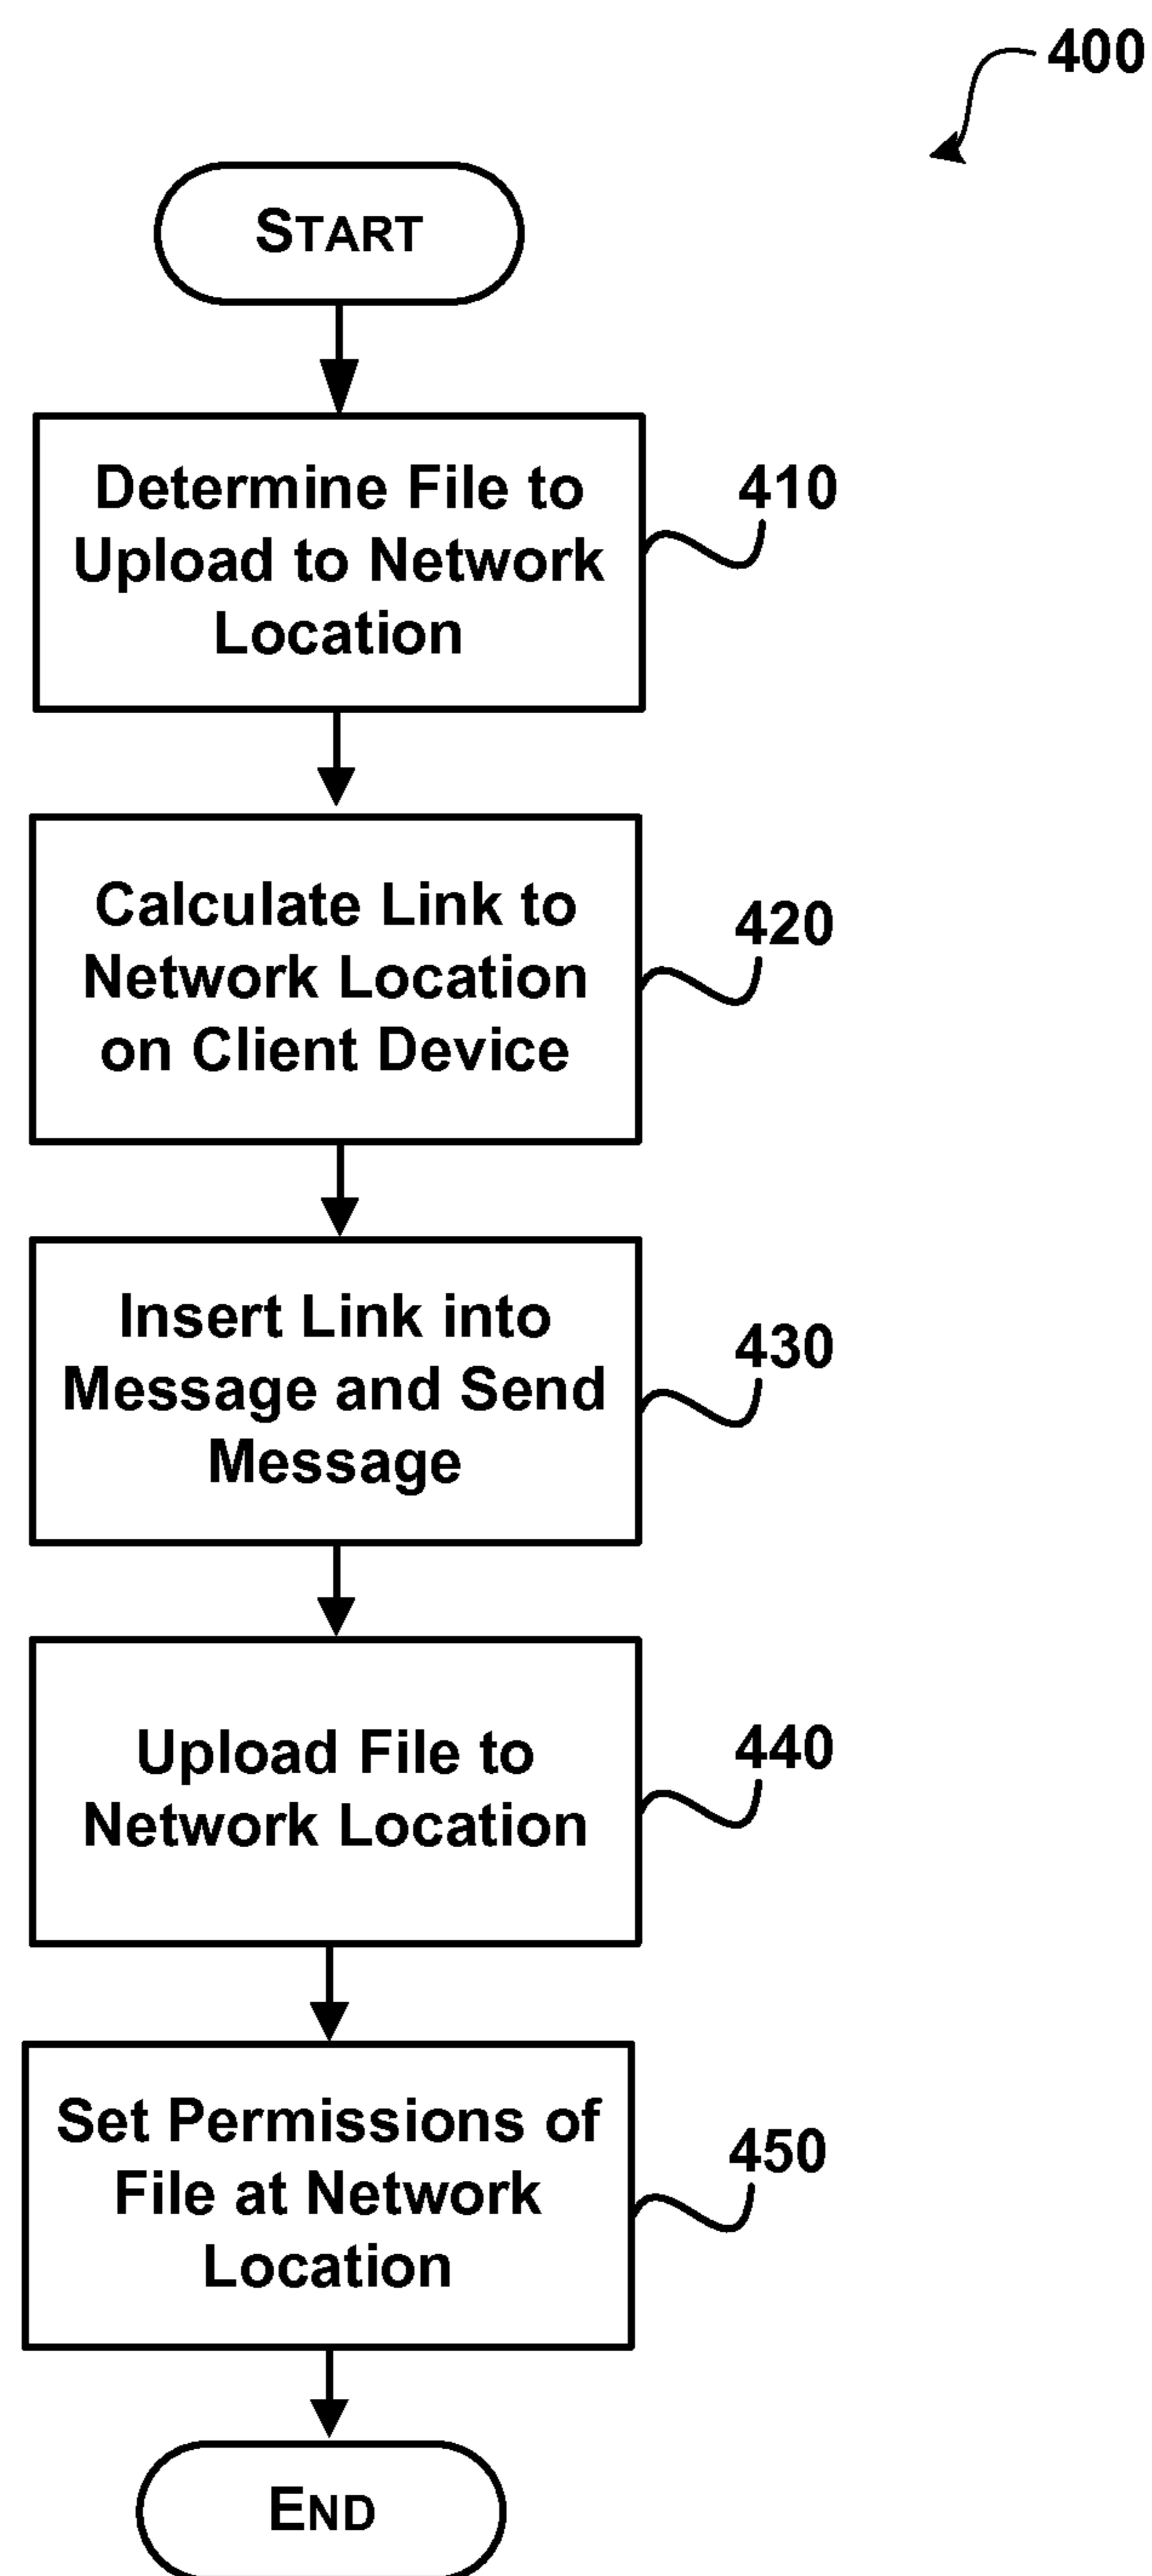 400
START
Determine File to
Upload to Network
Location
410
Calculate Link to
Network Location
on Client Device
420
Insert Link into
Message and Send
Message
430
Upload File to
Network Location
440
Set Permissions of
File at Network
Location
450
END